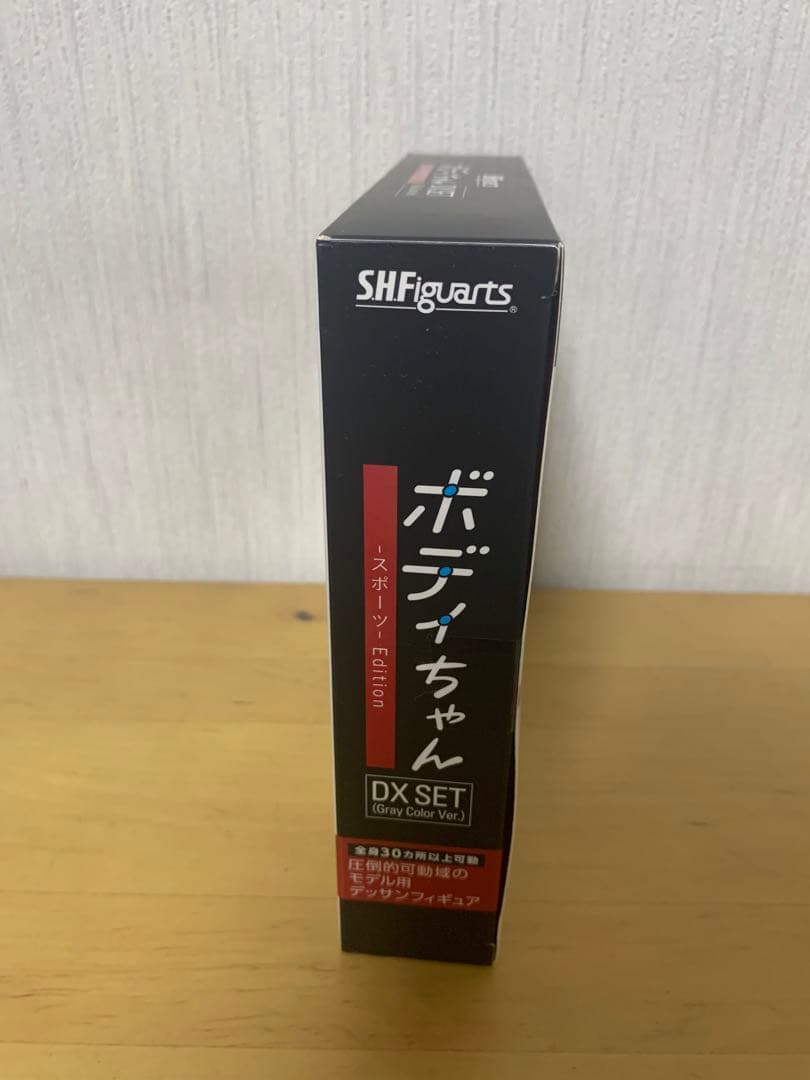 S.H.Figuarts
®
ボディちゃん
-スポーツ- Edition
DX SET
(Gray Color Ver.)
全身30カ所以上可動
圧倒的可動域の
モデル用
デッサンフィギュア